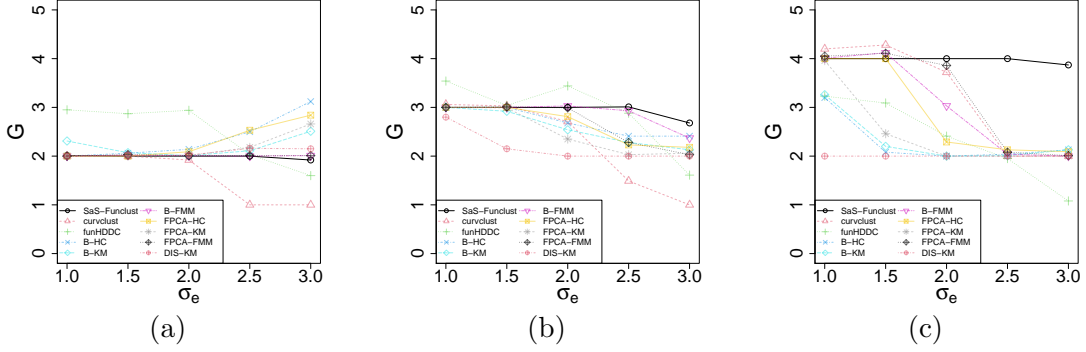 5
4
3
2
1
0
G
SaS−Funclust
curvclust
funHDDC
B−HC
B−KM
B−FMM
FPCA−HC
FPCA−KM
FPCA−FMM
DIS−KM
1.0 1.5 2.0 2.5 3.0
σe
(a)
5
4
3
2
1
0
G
SaS−Funclust
curvclust
funHDDC
B−HC
B−KM
B−FMM
FPCA−HC
FPCA−KM
FPCA−FMM
DIS−KM
1.0 1.5 2.0 2.5 3.0
σe
(b)
5
4
3
2
1
0
G
SaS−Funclust
curvclust
funHDDC
B−HC
B−KM
B−FMM
FPCA−HC
FPCA−KM
FPCA−FMM
DIS−KM
1.0 1.5 2.0 2.5 3.0
σe
(c)